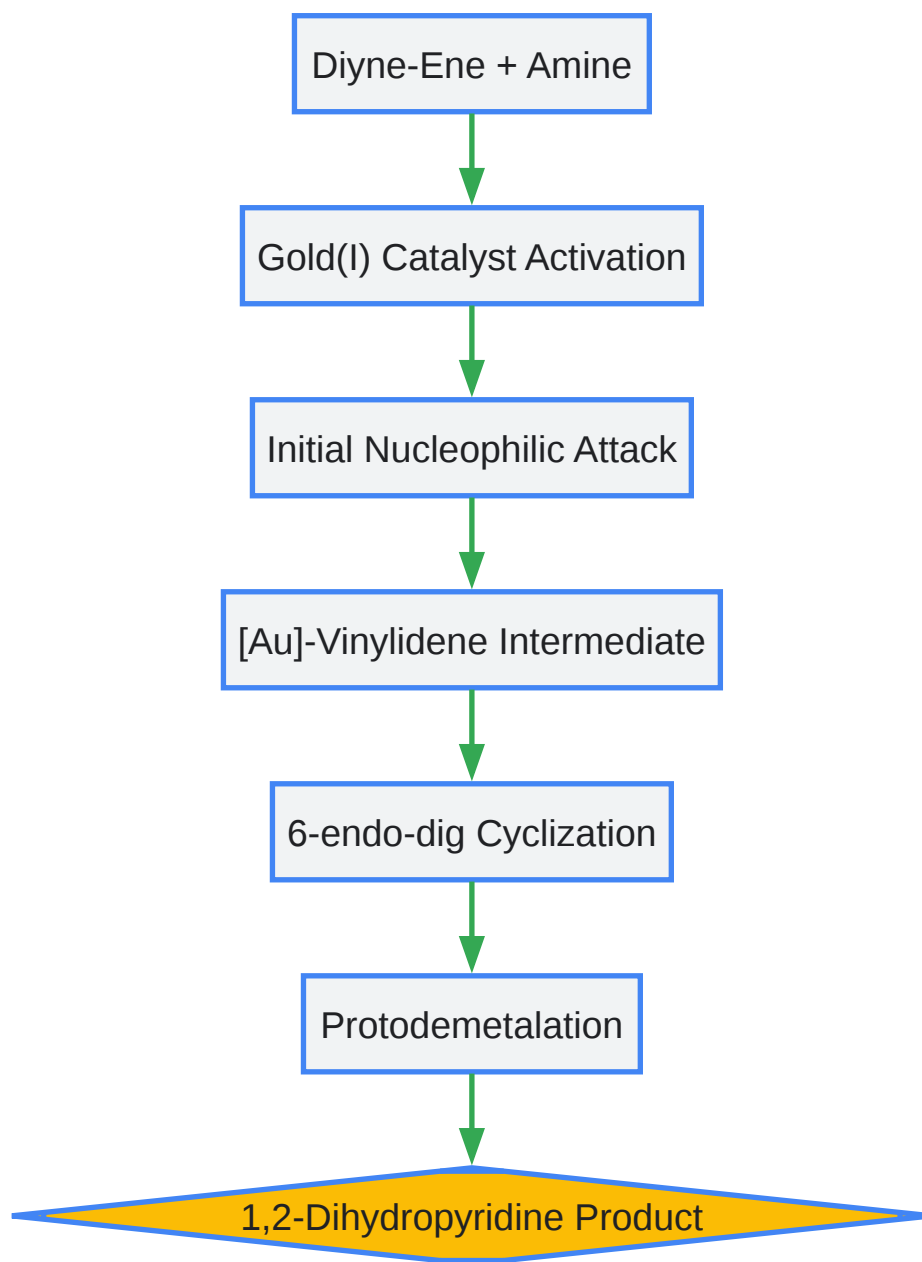 Diyne-Ene + Amine
Gold(I) Catalyst Activation
Initial Nucleophilic Attack
[Au]-Vinylidene Intermediate
6-endo-dig Cyclization
Protodemetalation
1,2-Dihydropyridine Product